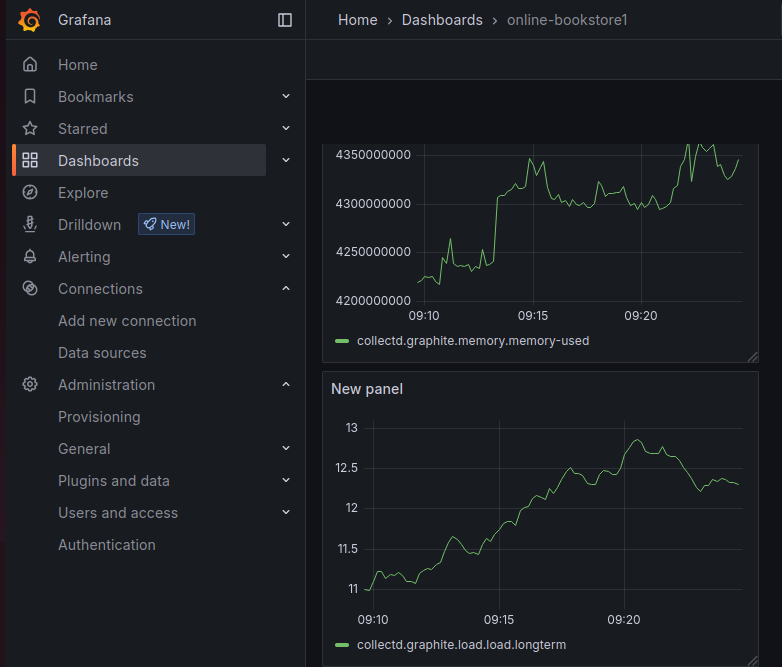 Grafana
Home › Dashboards › online-bookstore1
Home
Bookmarks
Starred
Dashboards
Explore
Drilldown New!
Alerting
Connections
Add new connection
Data sources
Administration
Provisioning
General
Plugins and data
Users and access
Authentication
4350000000
4300000000
4250000000
4200000000
09:10 09:15 09:20
collectd.graphite.memory.memory-used
New panel
13
12.5
12
11.5
11
09:10 09:15 09:20
collectd.graphite.load.load.longterm